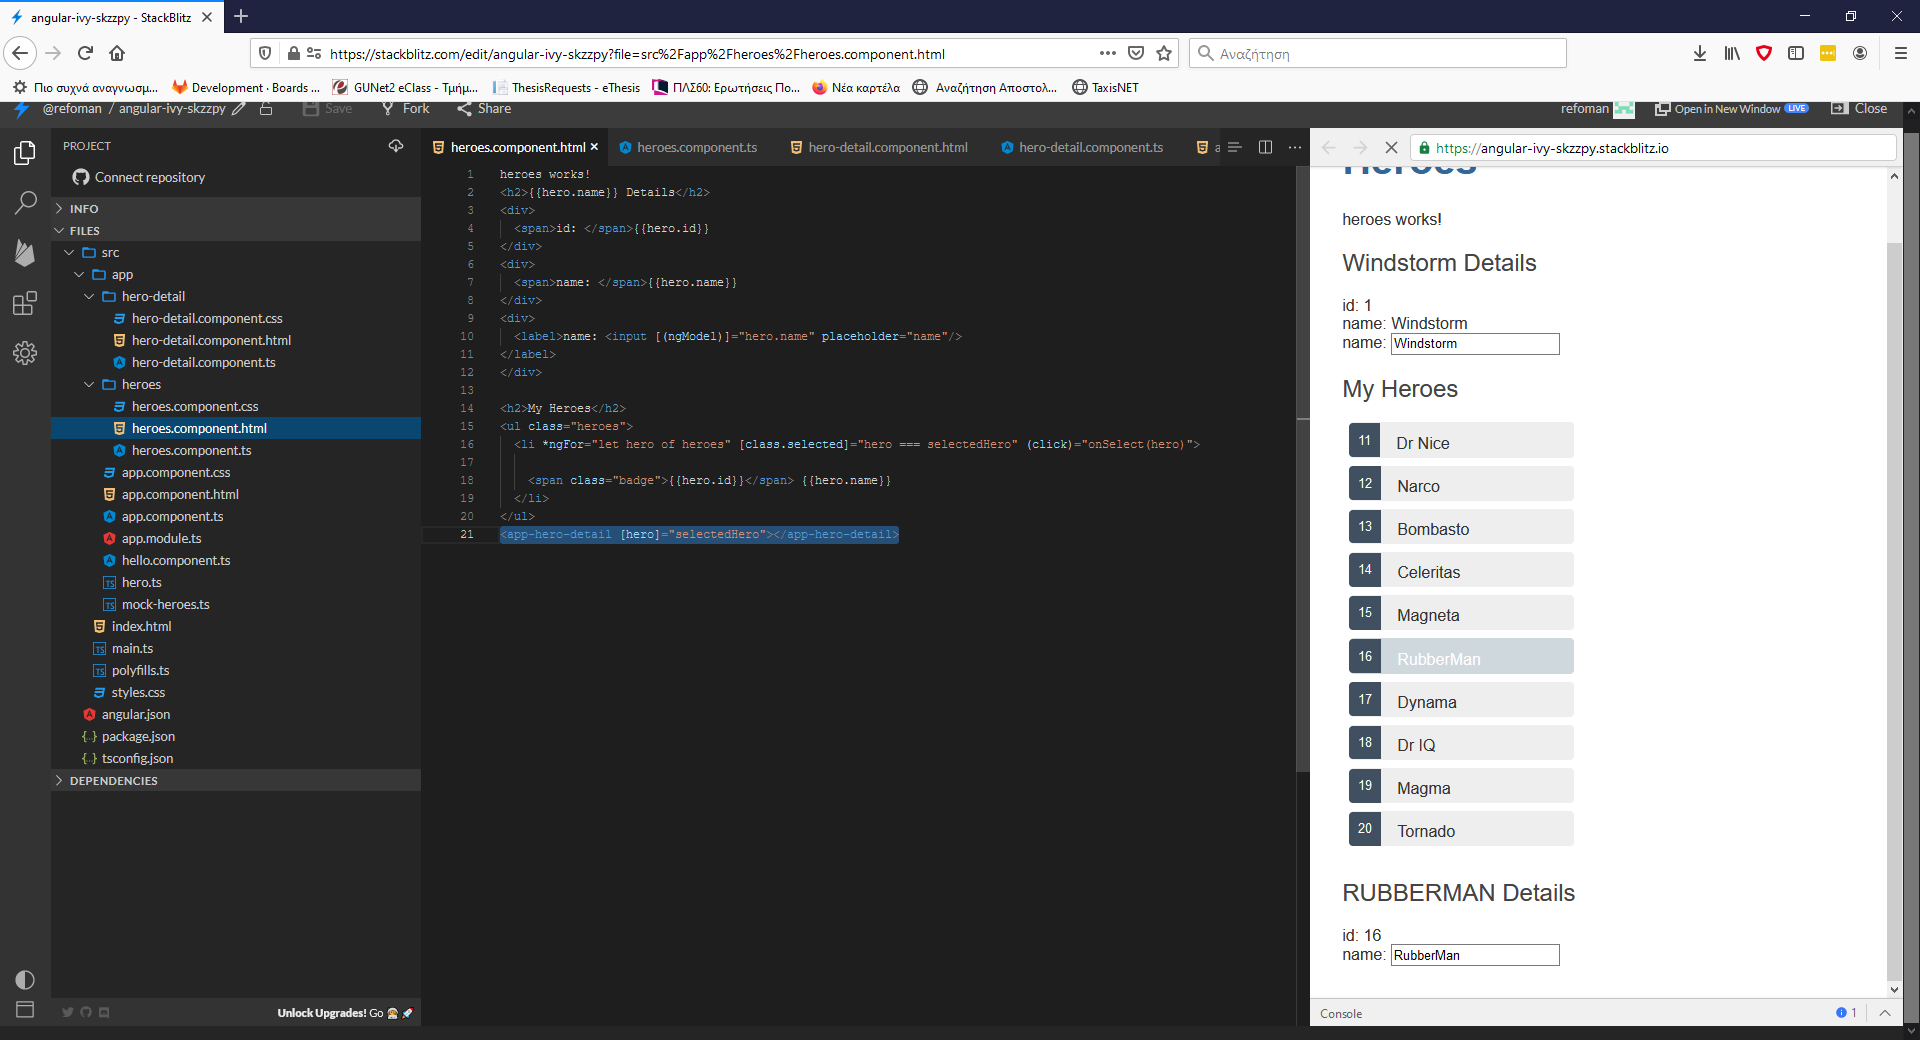 angular-ivy-skzzpy - StackBlitz
https://stackblitz.com/edit/angular-ivy-skzzpy?file=src%2Fapp%2Fheroes%2Fheroes.component.html
Αναζήτηση
Πιο συχνά αναγνωσμ...
Development · Boards ...
GUNet2 eClass - Τμήμ...
ThesisRequests - eThesis
ΠΛΣ60: Ερωτήσεις Πο...
Νέα καρτέλα
Αναζήτηση Αποστολ...
TaxisNET
@refoman / angular-ivy-skzzpy
Save
Fork
Share
refoman
Open in New Window LIVE
Close
PROJECT
Connect repository
INFO
FILES
src
app
hero-detail
hero-detail.component.css
hero-detail.component.html
hero-detail.component.ts
heroes
heroes.component.css
heroes.component.html
heroes.component.ts
app.component.css
app.component.html
app.component.ts
app.module.ts
hello.component.ts
hero.ts
mock-heroes.ts
index.html
main.ts
polyfills.ts
styles.css
angular.json
package.json
tsconfig.json
DEPENDENCIES
Unlock Upgrades! Go
heroes.component.html
heroes.component.ts
hero-detail.component.html
hero-detail.component.ts
a
1 heroes works!
2 <h2>{{hero.name}} Details</h2>
3 <div>
4 <span>id: </span>{{hero.id}}
5 </div>
6 <div>
7 <span>name: </span>{{hero.name}}
8 </div>
9 <div>
10 <label>name: <input [(ngModel)]="hero.name" placeholder="name"/>
11 </label>
12 </div>
13
14 <h2>My Heroes</h2>
15 <ul class="heroes">
16 <li *ngFor="let hero of heroes" [class.selected]="hero === selectedHero" (click)="onSelect(hero)">
17
18 <span class="badge">{{hero.id}}</span> {{hero.name}}
19 </li>
20 </ul>
21 <app-hero-detail [hero]="selectedHero"></app-hero-detail>
https://angular-ivy-skzzpy.stackblitz.io
Heroes
heroes works!
Windstorm Details
id: 1
name: Windstorm
name: Windstorm
My Heroes
11 Dr Nice
12 Narco
13 Bombasto
14 Celeritas
15 Magneta
16 RubberMan
17 Dynama
18 Dr IQ
19 Magma
20 Tornado
RUBBERMAN Details
id: 16
name: RubberMan
Console
1